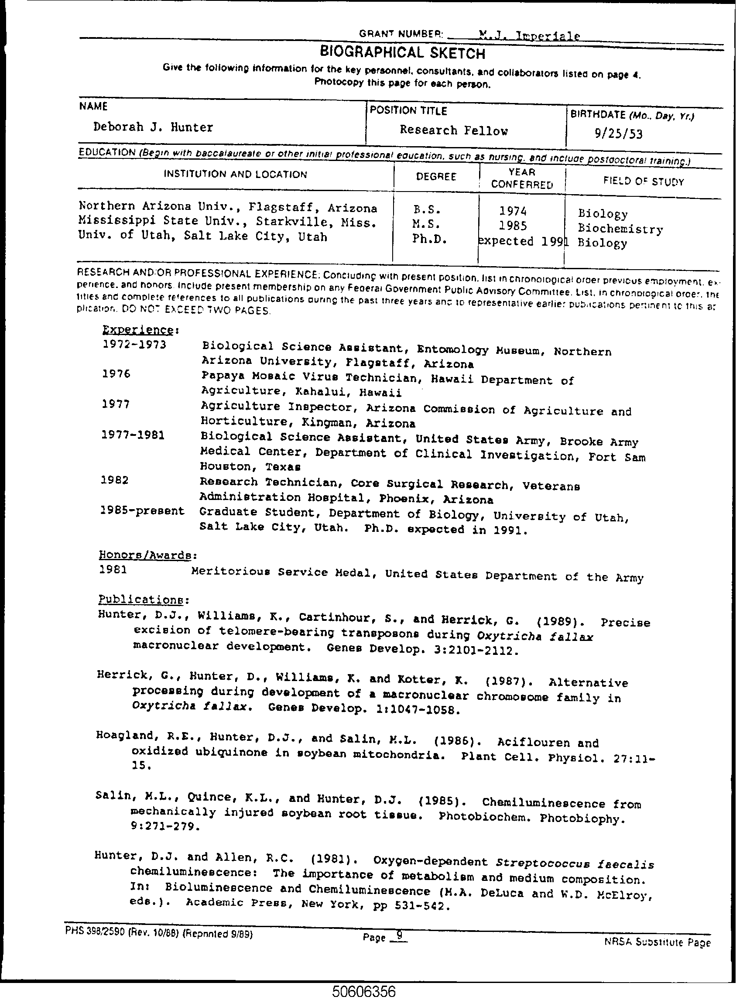 GRANT NUMBER: M.J. Imperiale
BIOGRAPHICAL SKETCH
Give the following information for the key personnel, consultants, and collaborators listed on page 4.
Photocopy this page for each person.
NAME POSITION TITLE BIRTHDATE (Mo., Day, Yr.)
Deborah J. Hunter Research Fellow 9/25/53
EDUCATION (Begin with baccalaureate or other initial professional education, such as nursing, and include postdoctoral training.)
INSTITUTION AND LOCATION DEGREE YEAR CONFERRED FIELD OF STUDY
Northern Arizona Univ., Flagstaff, Arizona B.S. 1974 Biology
Mississippi State Univ., Starkville, Miss. M.S. 1985 Biochemistry
Univ. of Utah, Salt Lake City, Utah Ph.D. expected 1991 Biology
RESEARCH AND/OR PROFESSIONAL EXPERIENCE: Concluding with present position, list in chronological order previous employment, ex-
perience, and honors. Include present membership on any Federal Government Public Advisory Committee. List, in chronological order, the
titles and complete references to all publications during the past three years and to representative earlier publications pertinent to this ap
plication. DO NOT EXCEED TWO PAGES.
Experience:
1972-1973 Biological Science Assistant, Entomology Museum, Northern
Arizona University, Flagstaff, Arizona
1976 Papaya Mosaic Virus Technician, Hawaii Department of
Agriculture, Kahalui, Hawaii
1977 Agriculture Inspector, Arizona Commission of Agriculture and
Horticulture, Kingman, Arizona
1977-1981 Biological Science Assistant, United States Army, Brooke Army
Medical Center, Department of Clinical Investigation, Fort Sam
Houston, Texas
1982 Research Technician, Core Surgical Research, Veterans
Administration Hospital, Phoenix, Arizona
1985-present Graduate Student, Department of Biology, University of Utah,
Salt Lake City, Utah. Ph.D. expected in 1991.
Honors/Awards:
1981 Meritorious Service Medal, United States Department of the Army
Publications:
Hunter, D.J., Williams, K., Cartinhour, S., and Herrick, G. (1989). Precise
excision of telomere-bearing transposons during Oxytricha fallax
macronuclear development. Genes Develop. 3:2101-2112.
Herrick, G., Hunter, D., Williams, K. and Kotter, K. (1987). Alternative
processing during development of a macronuclear chromosome family in
Oxytricha fallax. Genes Develop. 1:1047-1058.
Hoagland, R.E., Hunter, D.J., and Salin, M.L. (1986). Aciflouren and
oxidized ubiquinone in soybean mitochondria. Plant Cell. Physiol. 27:11-
15.
Salin, M.L., Quince, K.L., and Hunter, D.J. (1985). Chemiluminescence from
mechanically injured soybean root tissue. Photobiochem. Photobiophy.
9:271-279.
Hunter, D.J. and Allen, R.C. (1981). Oxygen-dependent Streptococcus faecalis
chemiluminescence: The importance of metabolism and medium composition.
In: Bioluminescence and Chemiluminescence (M.A. DeLuca and W.D. McElroy,
eds.). Academic Press, New York, pp 531-542.
PHS 398/2590 (Rev. 10/88) (Reprinted 9/89) Page 9 NRSA Substitute Page
50606356